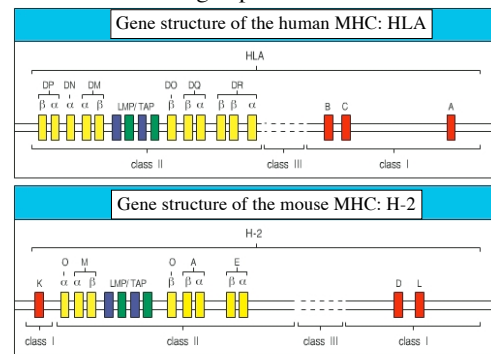 Gene structure of the human MHC: HLA
HLA
DP DN DM DO DQ DR
β α α α β LMP/TAP β β α β β α B C A
class II class III class I
Gene structure of the mouse MHC: H-2
H-2
O M O A E
K α α β LMP/TAP β β α β α D L
class I class II class III class I